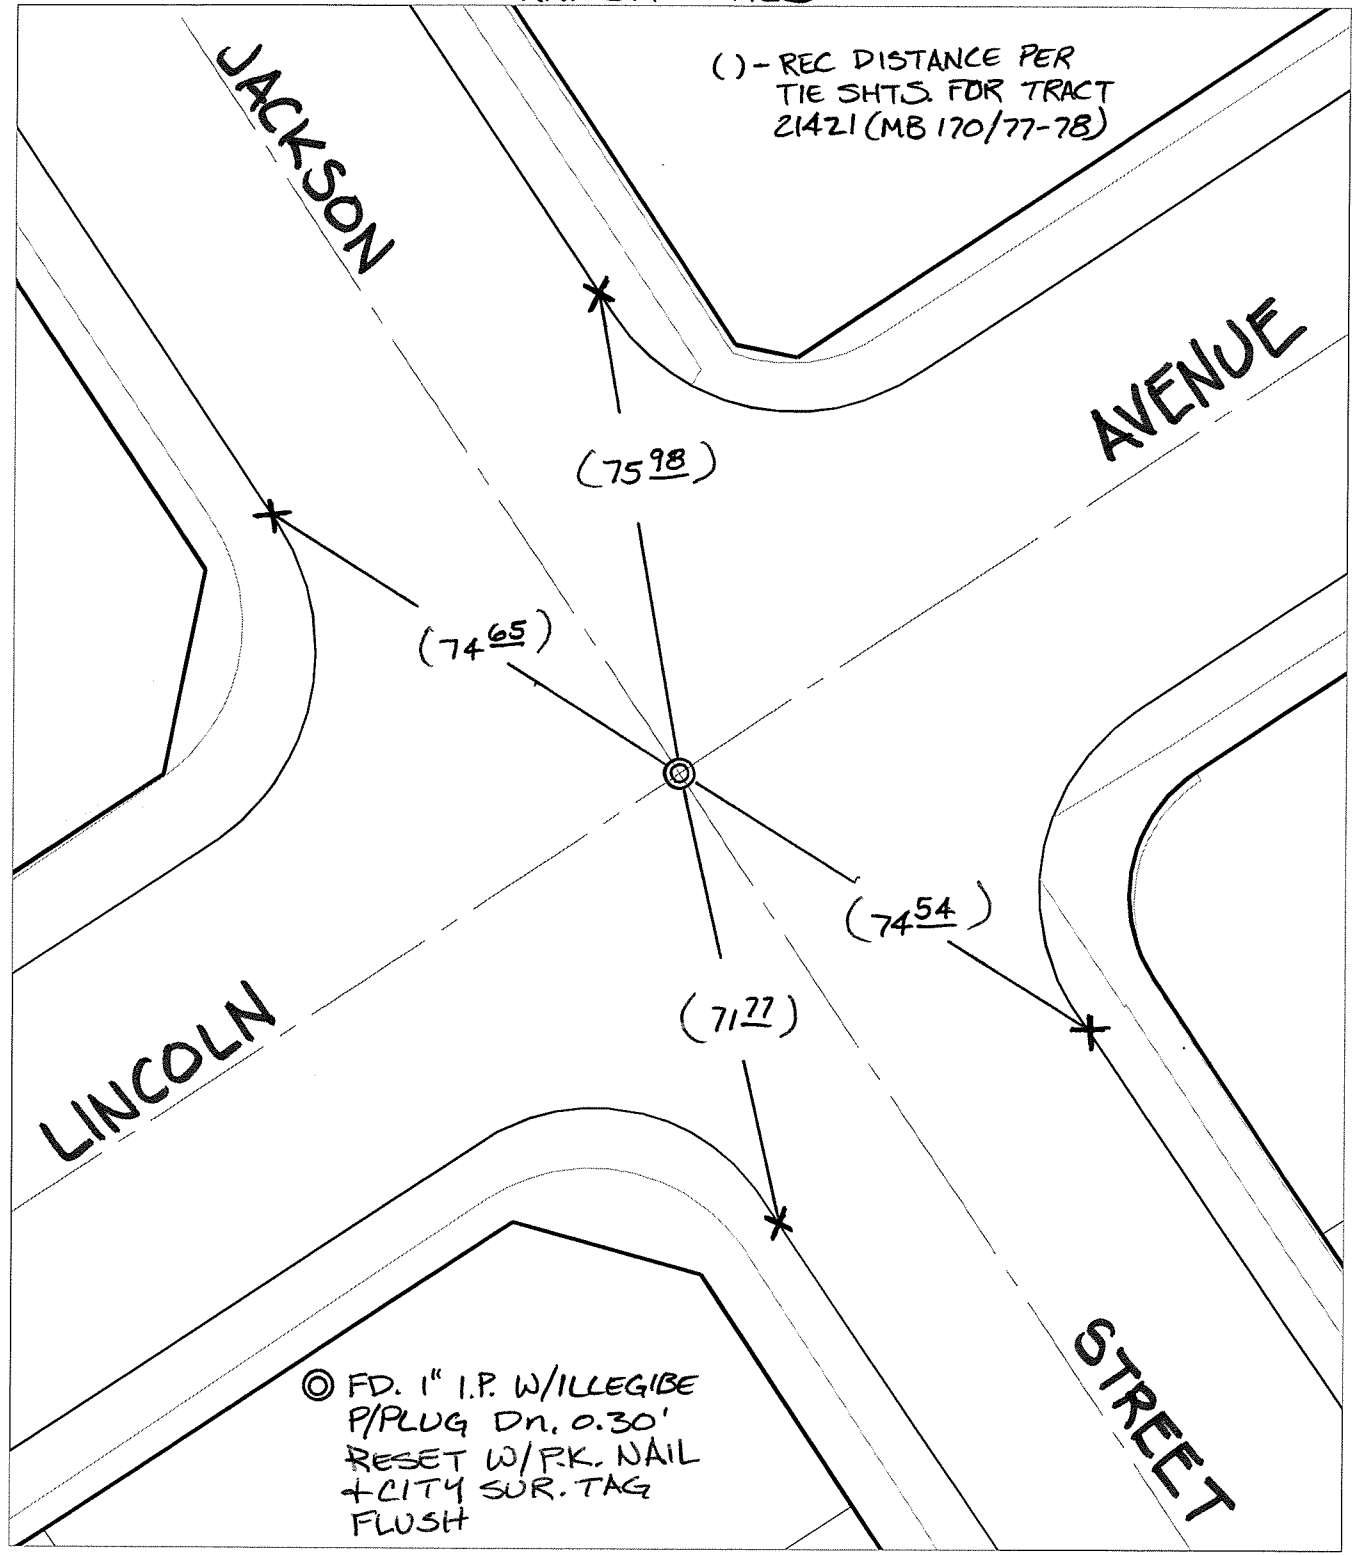 ( ) - REC DISTANCE PER
TIE SHTS. FOR TRACT
21421 (MB 170/77-78)
JACKSON
AVENUE
(75 98)
(74 65)
(74 54)
(71 77)
LINCOLN
STREET
FD. 1" I.P. W/ILLEGIBE
P/PLUG Dn. 0.30'
RESET W/P.K. NAIL
+ CITY SUR. TAG
FLUSH